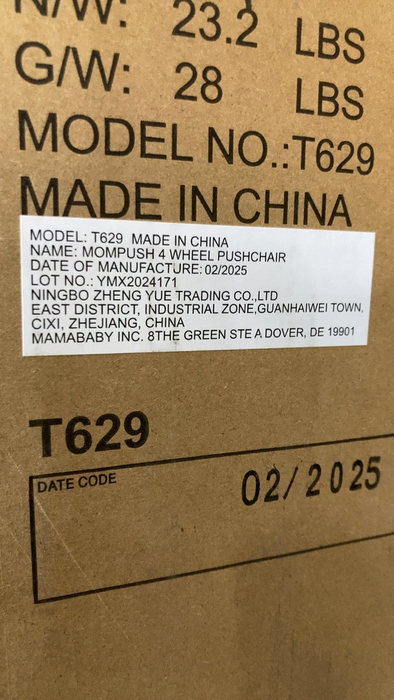 N/W: 23.2 LBS
G/W: 28 LBS
MODEL NO.:T629
MADE IN CHINA
MODEL: T629 MADE IN CHINA
NAME: MOMPUSH 4 WHEEL PUSHCHAIR
DATE OF MANUFACTURE: 02/2025
LOT NO.: YMX2024171
NINGBO ZHENG YUE TRADING CO.,LTD
EAST DISTRICT, INDUSTRIAL ZONE,GUANHAIWEI TOWN,
CIXI, ZHEJIANG, CHINA
MAMABABY INC. 8THE GREEN STE A DOVER, DE 19901
T629
DATE CODE
02/2025